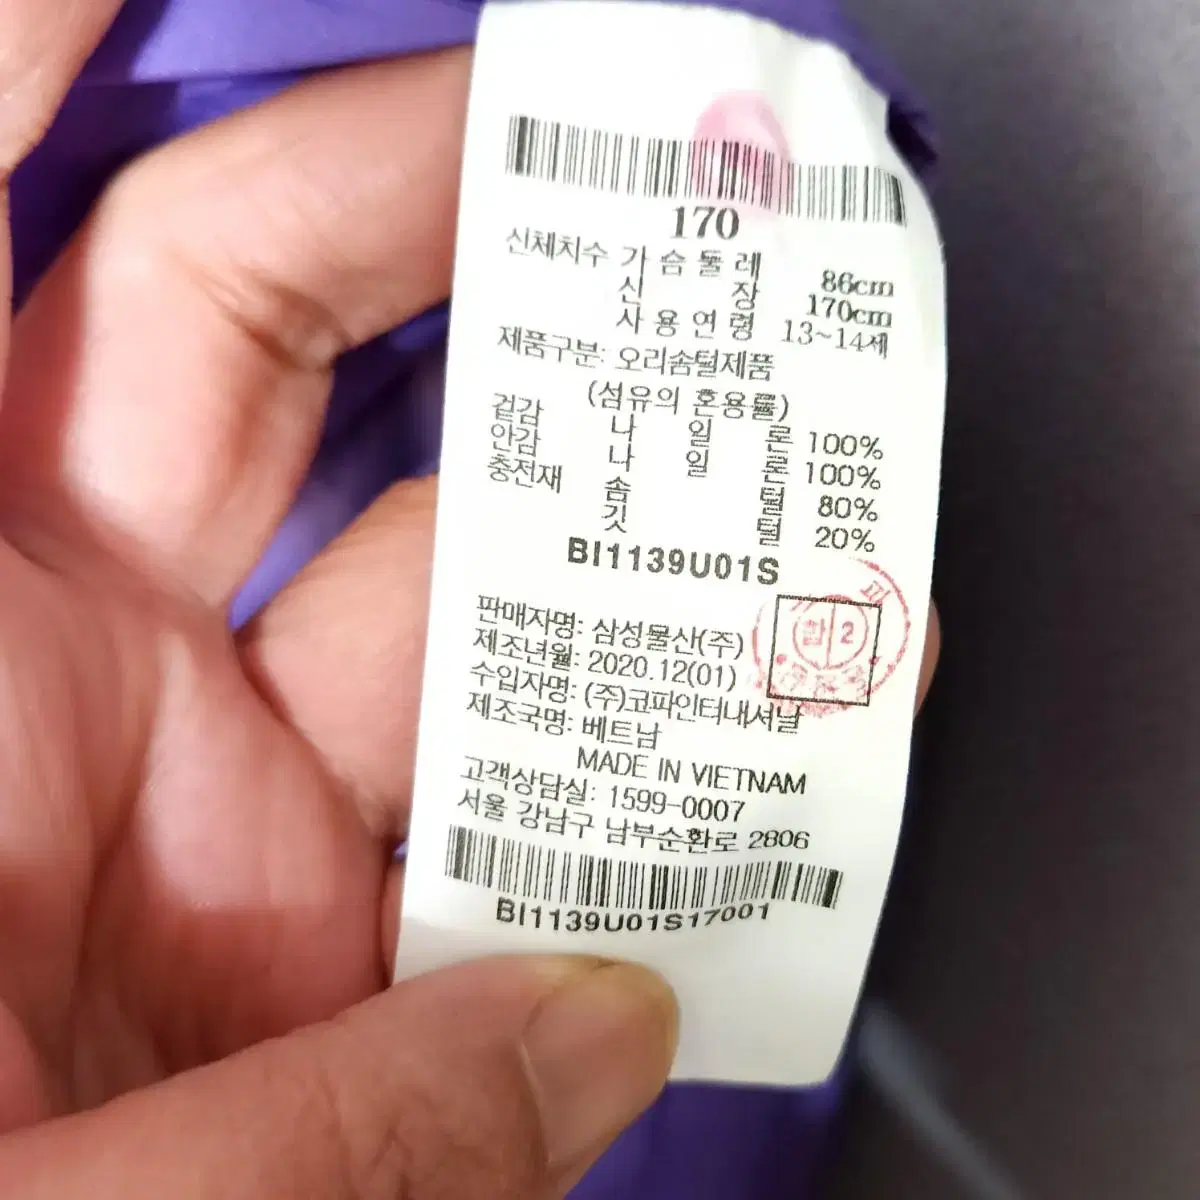 170
신체치수 가슴둘레 86cm
신장 170cm
사용연령 13~14세
제품구분: 오리솜털제품
(섬유의 혼용률)
겉감 나일론 100%
안감 나일론 100%
충전재 솜털 80%
깃털 20%
BI1139U01S
판매자명: 삼성물산(주)
제조년월: 2020.12(01)
수입자명: (주)코파인터내셔날
제조국명: 베트남
MADE IN VIETNAM
고객상담실: 1599-0007
서울 강남구 남부순환로 2806
BI1139U01S17001
합 2